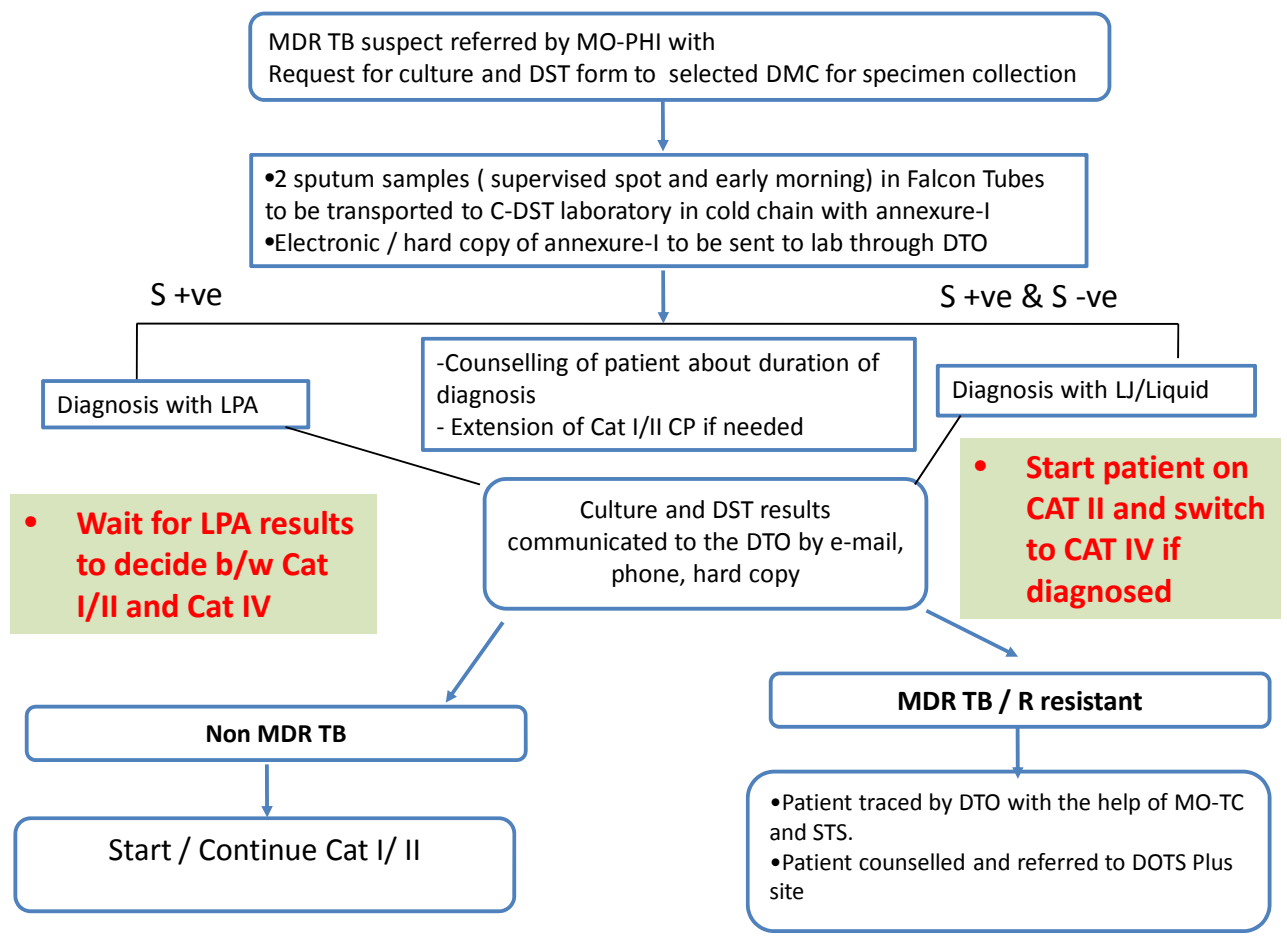 MDR TB suspect referred by MO-PHI with
Request for culture and DST form to selected DMC for specimen collection
•2 sputum samples ( supervised spot and early morning) in Falcon Tubes
to be transported to C-DST laboratory in cold chain with annexure-I
•Electronic / hard copy of annexure-I to be sent to lab through DTO
S +ve
S +ve & S -ve
-Counselling of patient about duration of
diagnosis
- Extension of Cat I/II CP if needed
Diagnosis with LPA
Diagnosis with LJ/Liquid
• Wait for LPA results
to decide b/w Cat
I/II and Cat IV
Culture and DST results
communicated to the DTO by e-mail,
phone, hard copy
• Start patient on
CAT II and switch
to CAT IV if
diagnosed
Non MDR TB
MDR TB / R resistant
Start / Continue Cat I/ II
•Patient traced by DTO with the help of MO-TC
and STS.
•Patient counselled and referred to DOTS Plus
site